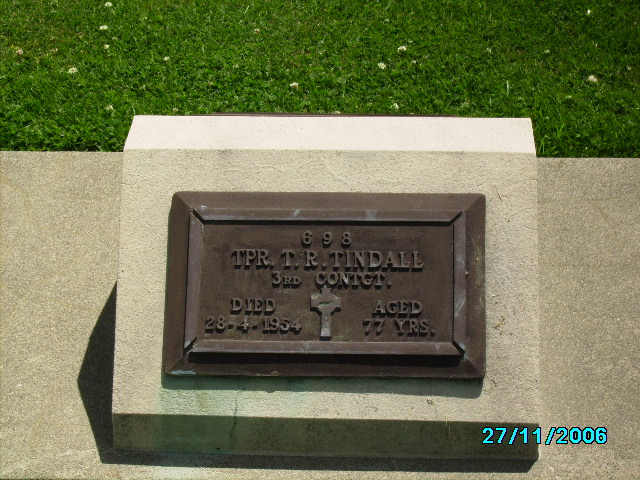 698
TPR. T. R. TINDALL
3RD CONTGT.
DIED AGED
28-4-1954 77 YRS.
27/11/2006